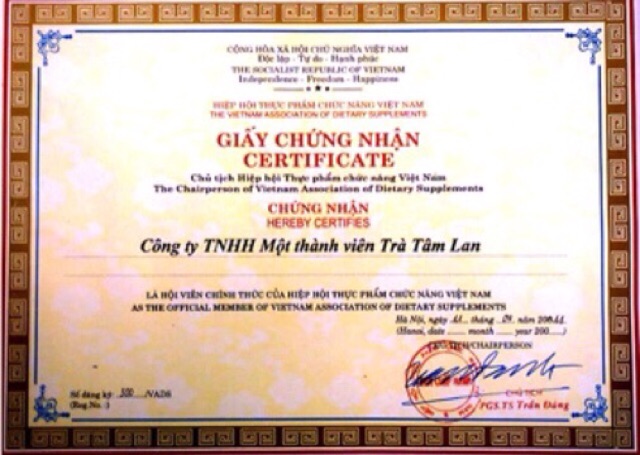 CỘNG HÒA XÃ HỘI CHỦ NGHĨA VIỆT NAM
Độc lập - Tự do - Hạnh phúc
THE SOCIALIST REPUBLIC OF VIETNAM
Independence - Freedom - Happiness
HIỆP HỘI THỰC PHẨM CHỨC NĂNG VIỆT NAM
THE VIETNAM ASSOCIATION OF DIETARY SUPPLEMENTS
GIẤY CHỨNG NHẬN
CERTIFICATE
Chủ tịch Hiệp hội Thực phẩm chức năng Việt Nam
The Chairperson of Vietnam Association of Dietary Supplements
CHỨNG NHẬN
HEREBY CERTIFIES
Công ty TNHH Một thành viên Trà Tâm Lan
LÀ HỘI VIÊN CHÍNH THỨC CỦA HIỆP HỘI THỰC PHẨM CHỨC NĂNG VIỆT NAM
AS THE OFFICIAL MEMBER OF VIETNAM ASSOCIATION OF DIETARY SUPPLEMENTS
Hà Nội, ngày tháng năm
(Hanoi, date month year 200 )
CHỦ TỊCH/CHAIRPERSON
Số đăng ký: /VADS
(Reg.No.: )
CHỦ TỊCH
PGS.TS Trần Đáng